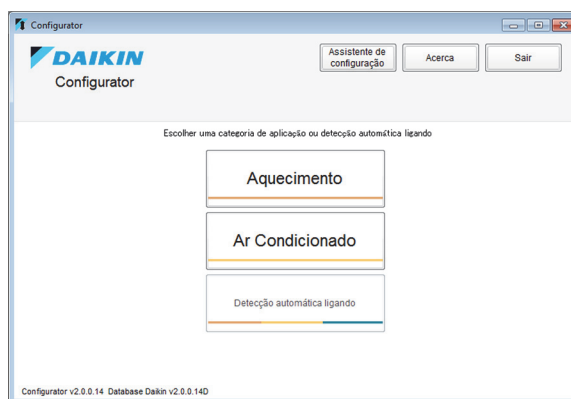 Configurator
DAIKIN
Configurator
Assistente de
configuração
Acerca
Sair
Escolher uma categoria de aplicação ou detecção automática ligando
Aquecimento
Ar Condicionado
Detecção automática ligando
Configurator v2.0.0.14 Database Daikin v2.0.0.14D